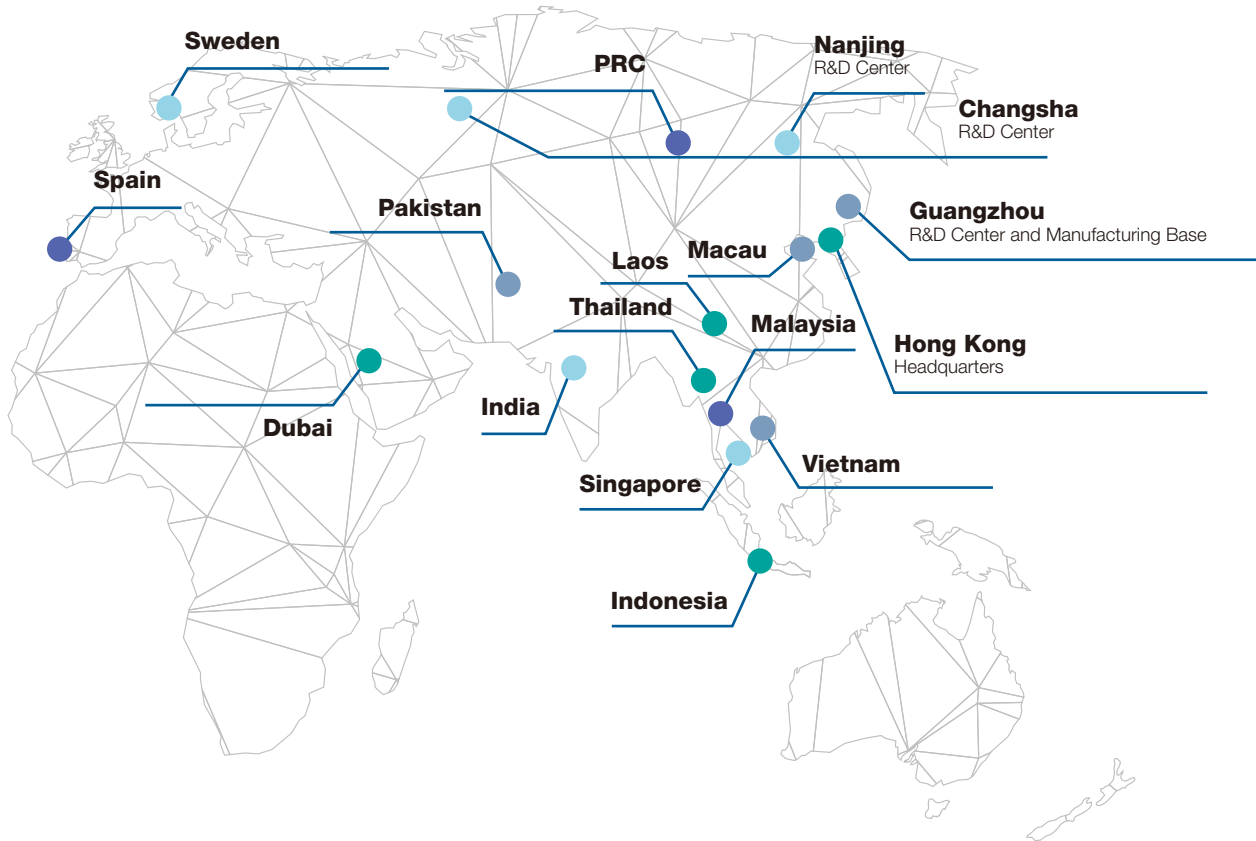 Sweden
Nanjing
R&D Center
PRC
Changsha
R&D Center
Spain
Pakistan
Guangzhou
R&D Center and Manufacturing Base
Macau
Laos
Thailand
Malaysia
Hong Kong
Headquarters
India
Dubai
Vietnam
Singapore
Indonesia